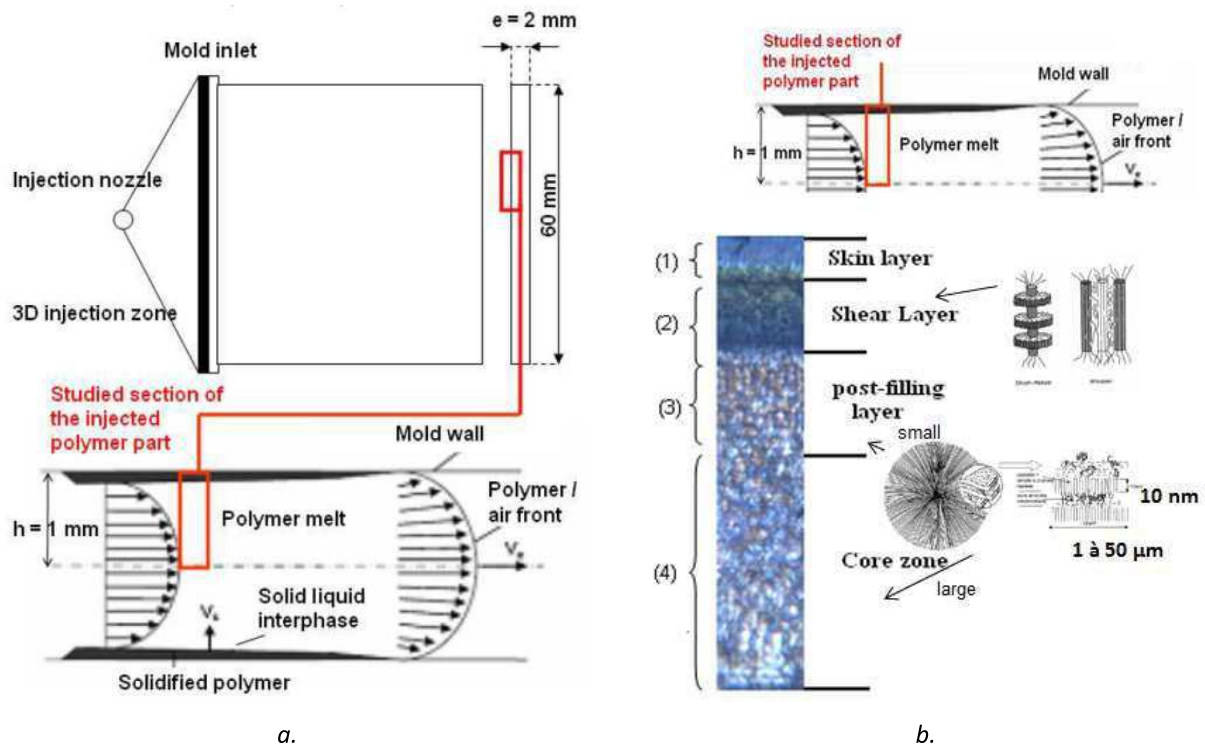 e = 2 mm
Mold inlet
Injection nozzle
60 mm
3D injection zone
Studied section of
the injected
polymer part
Mold wall
Polymer /
air front
h = 1 mm
Polymer melt
Solid liquid
interphase
Solidified polymer
a.
Studied section of
the injected
polymer part
Mold wall
Polymer /
air front
h = 1 mm
Polymer melt
(1)
Skin layer
(2)
Shear Layer
(3)
post-filling
layer
small
10 nm
1 à 50 µm
Core zone
(4)
large
b.